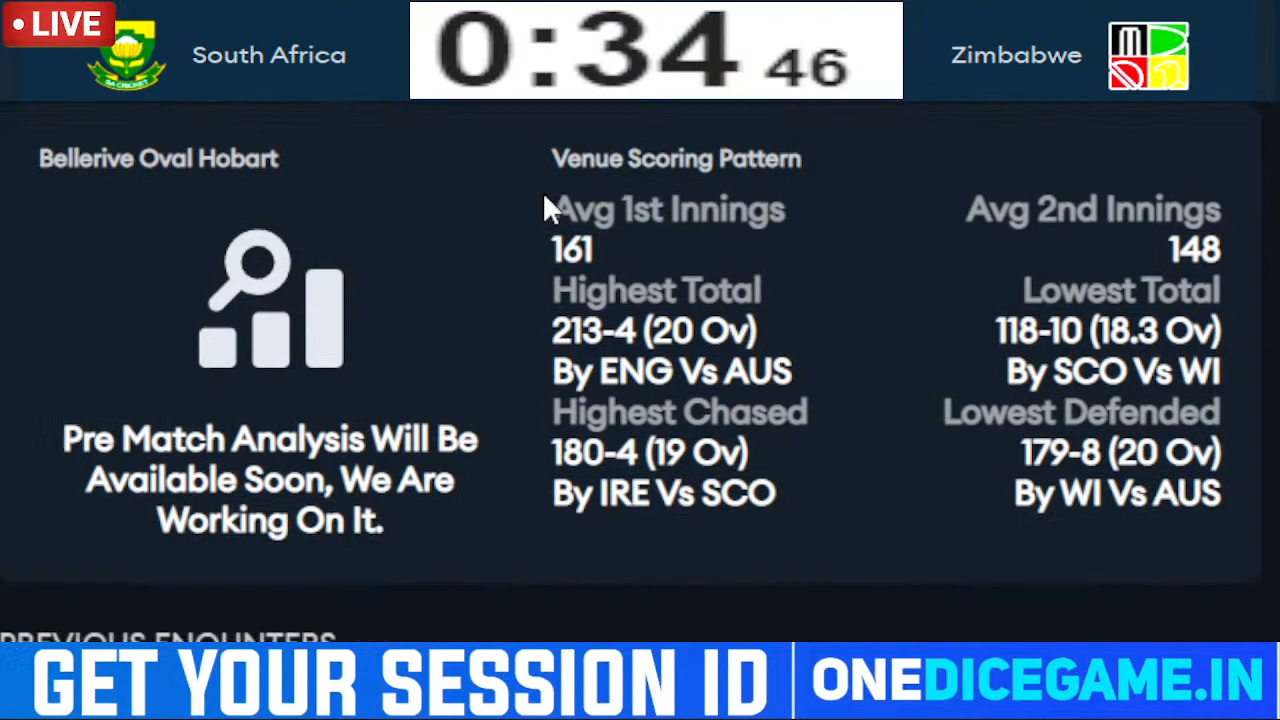 • LIVE
South Africa
0:34 46
Zimbabwe
Bellerive Oval Hobart
Pre Match Analysis Will Be
Available Soon, We Are
Working On It.
Venue Scoring Pattern
Avg 1st Innings
161
Highest Total
213-4 (20 Ov)
By ENG Vs AUS
Highest Chased
180-4 (19 Ov)
By IRE Vs SCO
Avg 2nd Innings
148
Lowest Total
118-10 (18.3 Ov)
By SCO Vs WI
Lowest Defended
179-8 (20 Ov)
By WI Vs AUS
PREVIOUS ENCOUNTERS
GET YOUR SESSION ID
ONEDICEGAME.IN